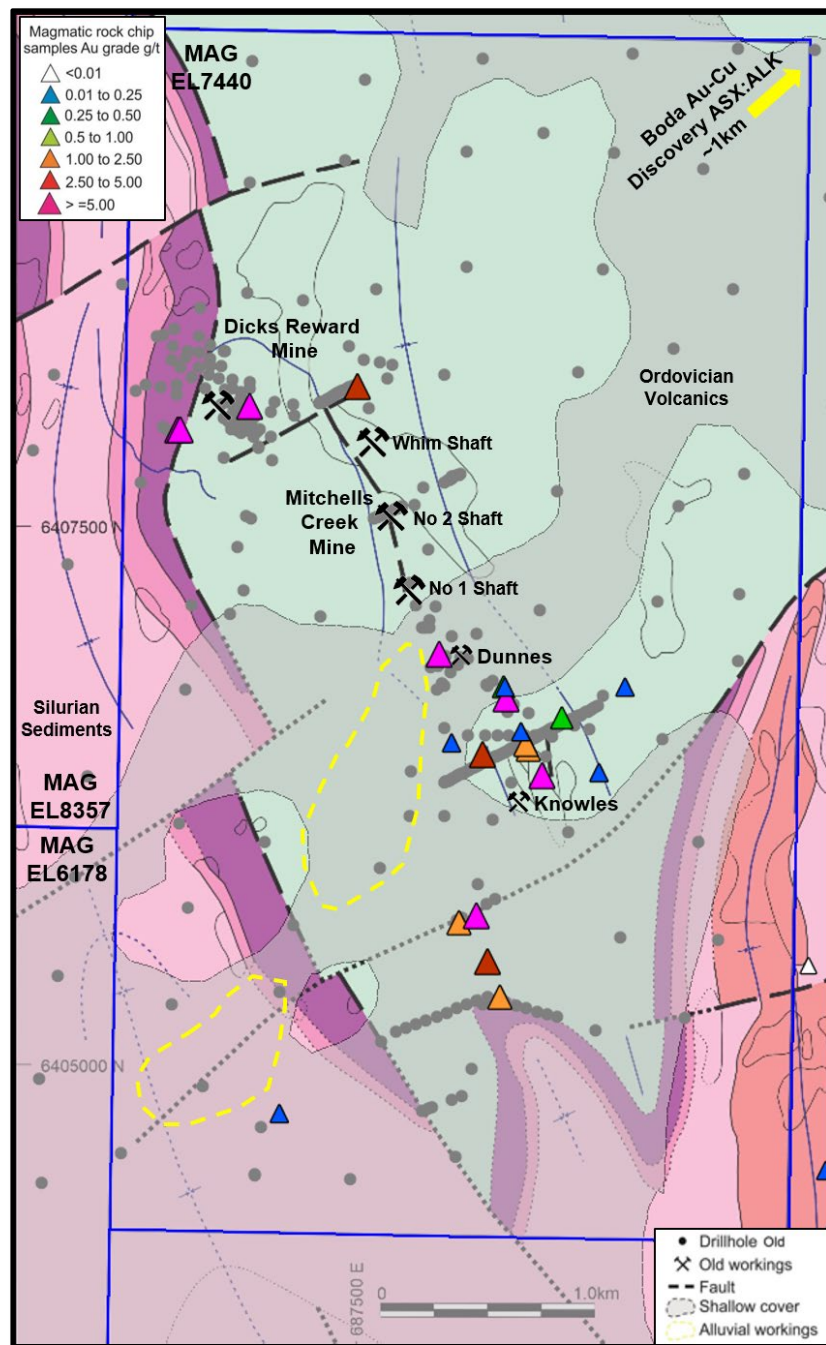 Magmatic rock chip
samples Au grade g/t
<0.01
0.01 to 0.25
0.25 to 0.50
0.5 to 1.00
1.00 to 2.50
2.50 to 5.00
> =5.00
MAG
EL7440
Boda Au-Cu
Discovery ASX:ALK
~1km
Dicks Reward
Mine
Ordovician
Volcanics
Whim Shaft
Mitchells
Creek
Mine
No 2 Shaft
6407500 N
No 1 Shaft
Dunnes
Silurian
Sediments
MAG
EL8357
Knowles
MAG
EL6178
6405000 N
687500 E
0
1.0km
Drillhole Old
Old workings
Fault
Shallow cover
Alluvial workings